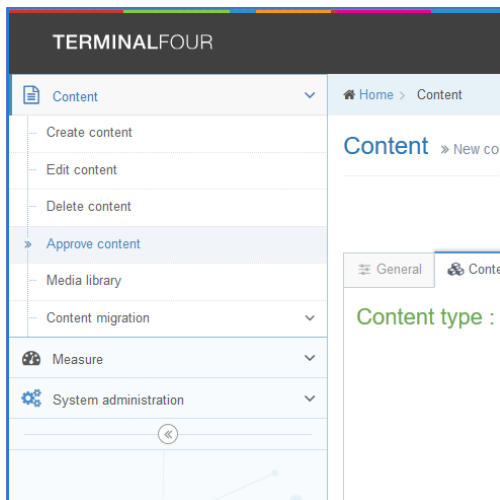 TERMINALFOUR
Content
Create content
Edit content
Delete content
Approve content
Media library
Content migration
Measure
System administration
Home > Content
Content » New co
General
Conte
Content type :